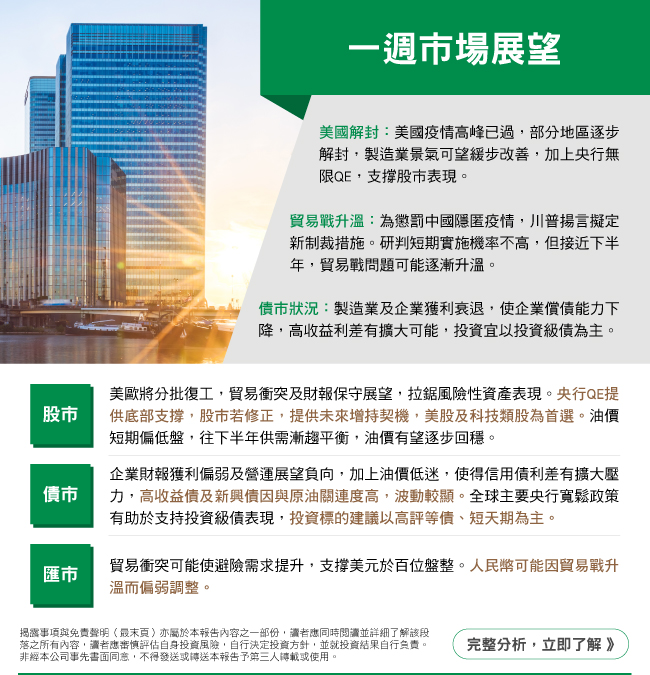 一週市場展望
美國解封：美國疫情高峰已過，部分地區逐步
解封，製造業景氣可望緩步改善，加上央行無
限QE，支撐股市表現。
貿易戰升溫：為懲罰中國隱匿疫情，川普揚言擬定
新制裁措施。研判短期實施機率不高，但接近下半
年，貿易戰問題可能逐漸升溫。
債市狀況：製造業及企業獲利衰退，使企業償債能力下
降，高收益利差有擴大可能，投資宜以投資級債為主。
股市
美歐將分批復工，貿易衝突及財報保守展望，拉鋸風險性資產表現。央行QE提
供底部支撐，股市若修正，提供未來增持契機，美股及科技類股為首選。油價
短期偏低盤，往下半年供需漸趨平衡，油價有望逐步回穩。
債市
企業財報獲利偏弱及營運展望負向，加上油價低迷，使得信用債利差有擴大壓
力，高收益債及新興債因與原油關連度高，波動較顯。全球主要央行寬鬆政策
有助於支持投資級債表現，投資標的建議以高評等債、短天期為主。
匯市
貿易衝突可能使避險需求提升，支撐美元於百位盤整。人民幣可能因貿易戰升
溫而偏弱調整。
揭露事項與免責聲明（最末頁）亦屬於本報告內容之一部份，讀者應同時閱讀並詳細了解該段
落之所有內容，讀者應審慎評估自身投資風險，自行決定投資方針，並就投資結果自行負責。
非經本公司事先書面同意，不得發送或轉送本報告予第三人轉載或使用。
完整分析，立即了解 》